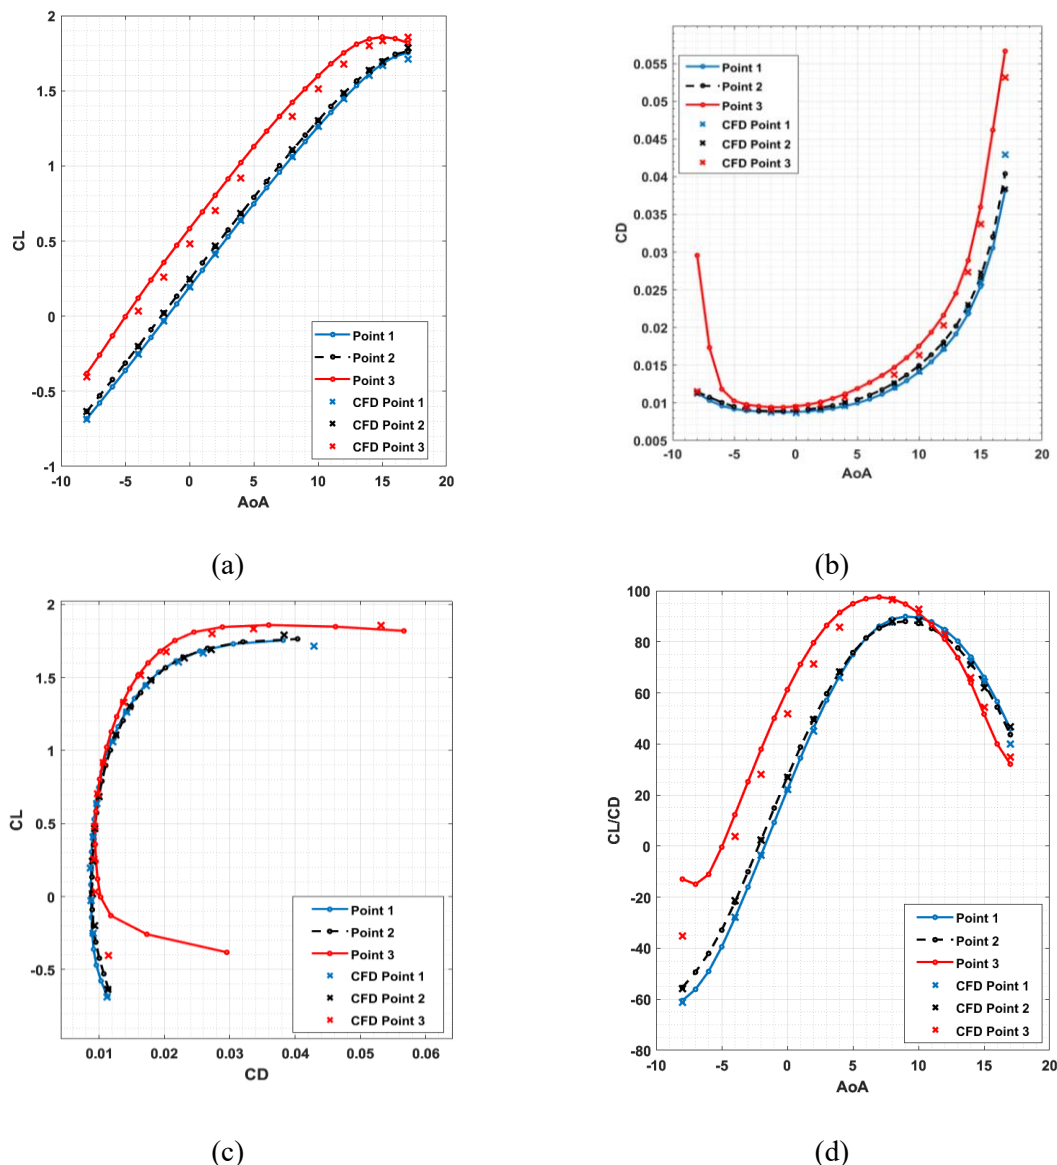 2
1.5
1
0.5
0
-0.5
-1
CL
-10 -5 0 5 10 15 20
AoA
Point 1
Point 2
Point 3
CFD Point 1
CFD Point 2
CFD Point 3
(a)
0.055
0.05
0.045
0.04
0.035
0.03
0.025
0.02
0.015
0.01
0.005
CD
-10 -5 0 5 10 15 20
AoA
Point 1
Point 2
Point 3
CFD Point 1
CFD Point 2
CFD Point 3
(b)
2
1.5
1
0.5
0
-0.5
CL
0.01 0.02 0.03 0.04 0.05 0.06
CD
Point 1
Point 2
Point 3
CFD Point 1
CFD Point 2
CFD Point 3
(c)
100
80
60
40
20
0
-20
-40
-60
-80
CL/CD
-10 -5 0 5 10 15 20
AoA
Point 1
Point 2
Point 3
CFD Point 1
CFD Point 2
CFD Point 3
(d)